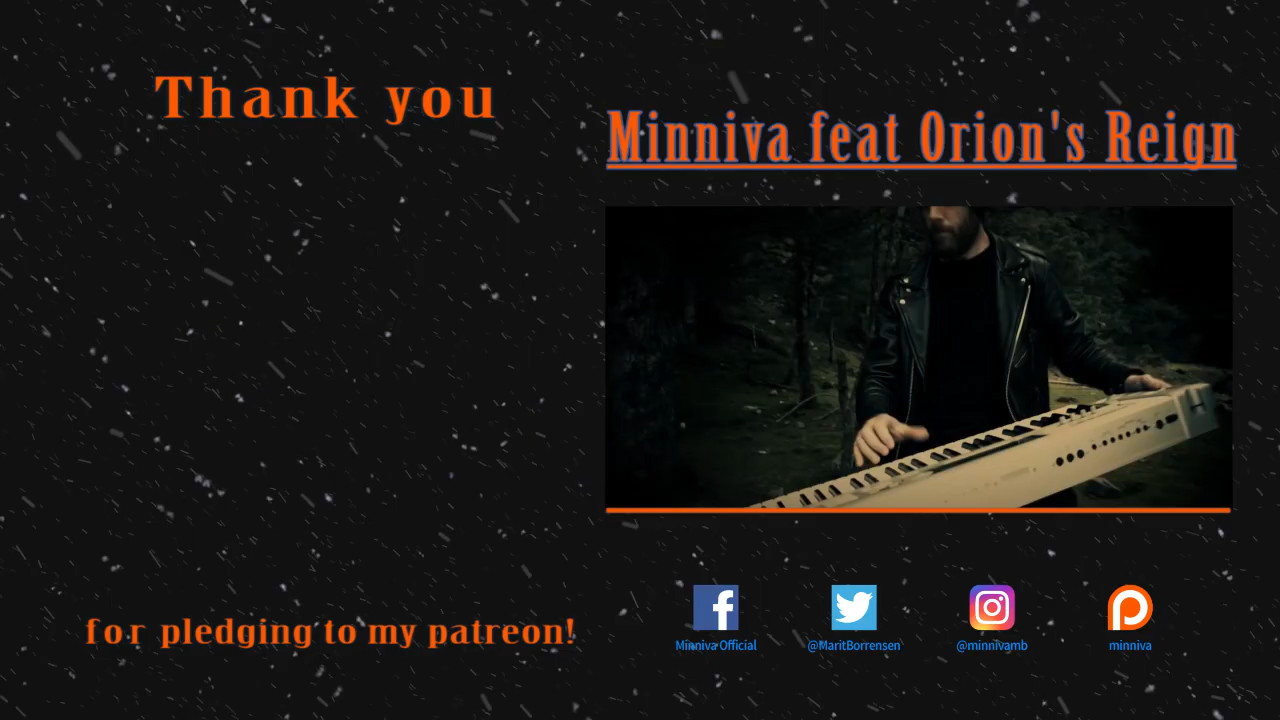 Thank you
Minniva feat Orion's Reign
for pledging to my patreon!
Minniva Official
@MaritBorrensen
@minnivamb
minniva